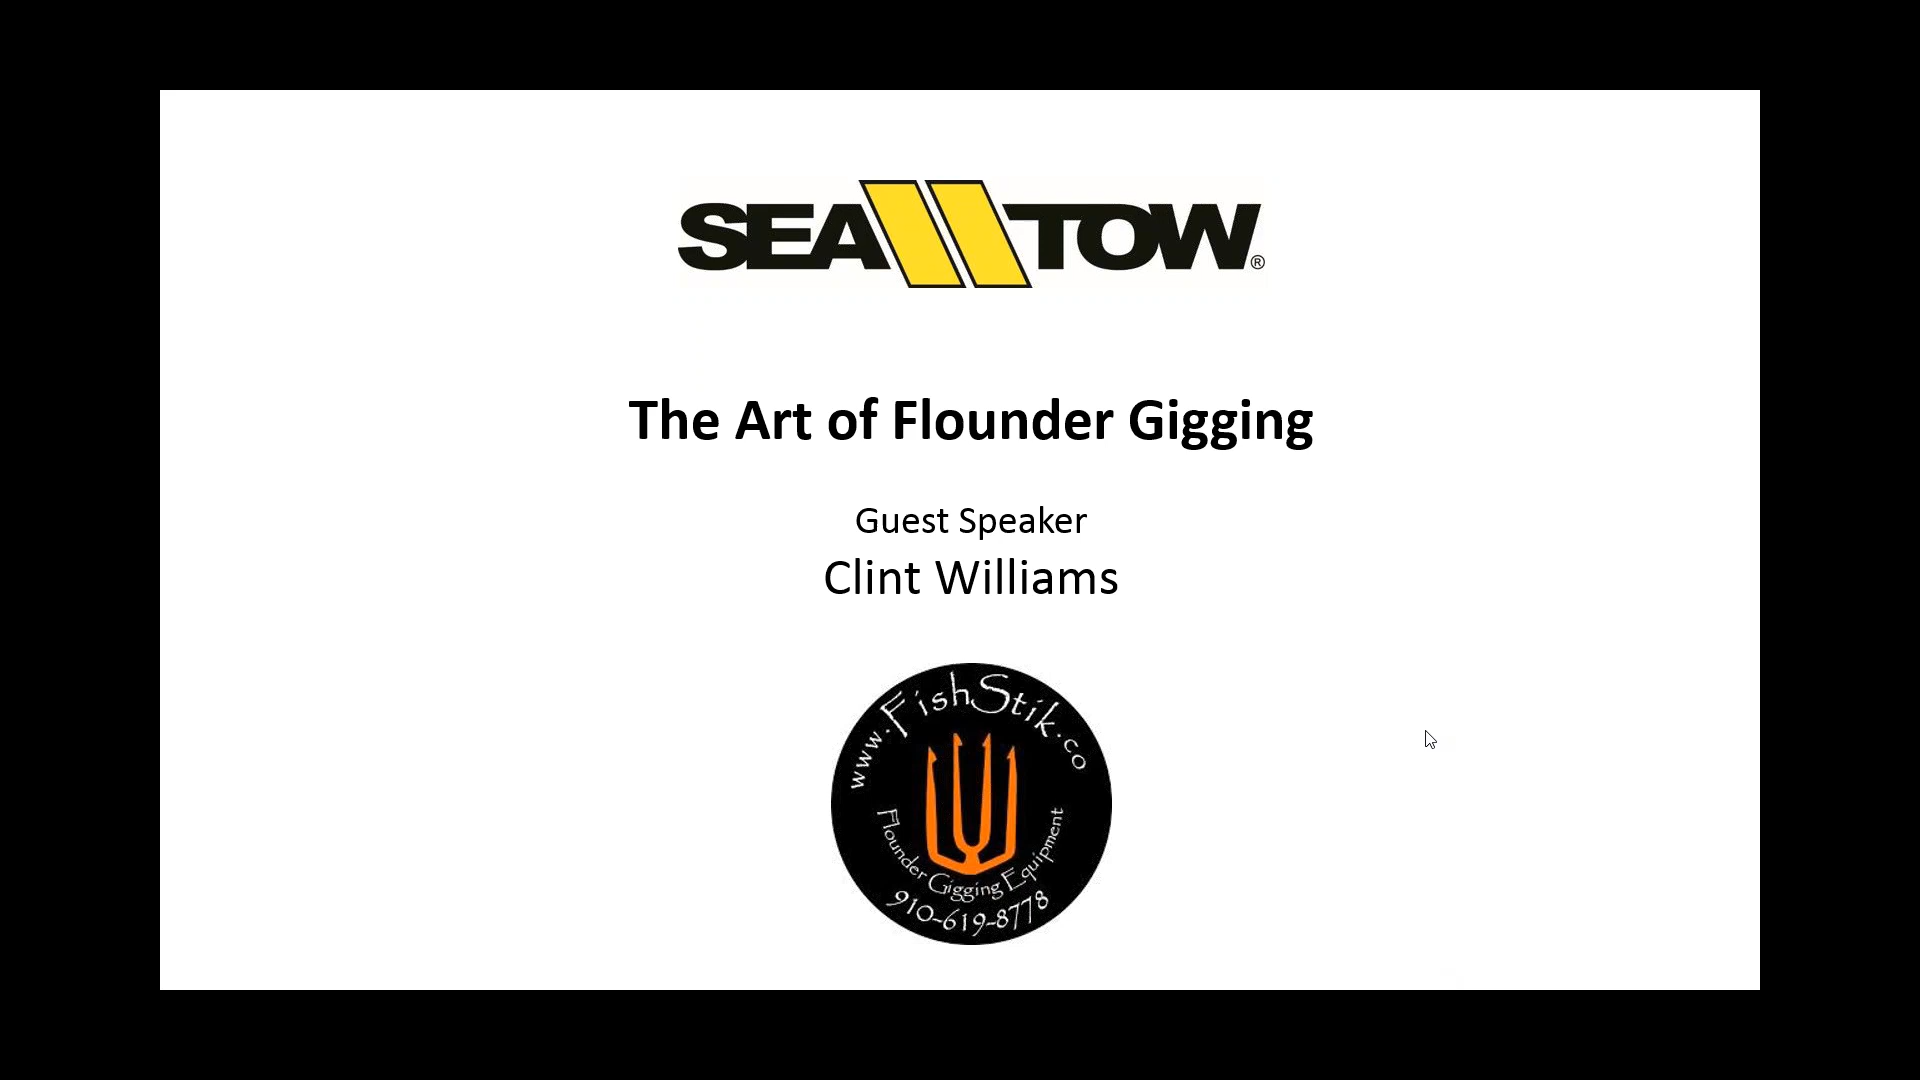 SEA TOW®
The Art of Flounder Gigging
Guest Speaker
Clint Williams
www.FishStik.co
Flounder Gigging Equipment
910-619-8778